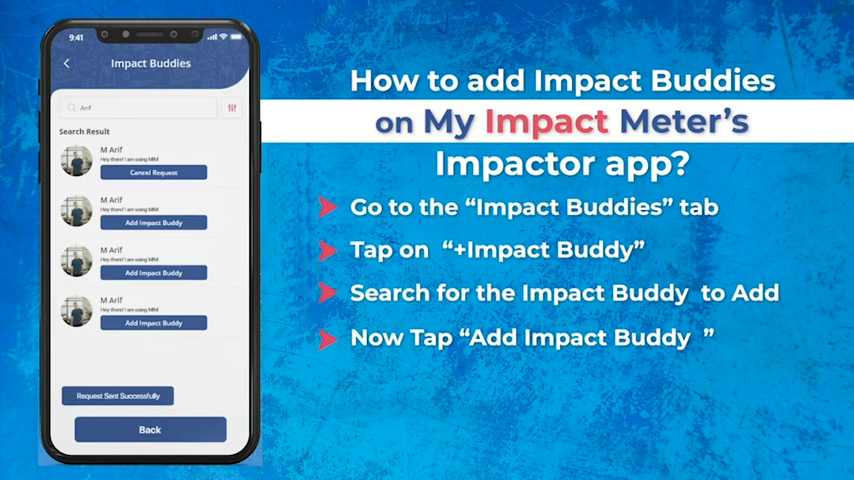 9:41
Impact Buddies
Arif
Search Result
M Arif
Hey there! I am using MIM
Cancel Request
M Arif
Hey there! I am using MIM
Add Impact Buddy
M Arif
Hey there! I am using MIM
Add Impact Buddy
M Arif
Hey there! I am using MIM
Add Impact Buddy
Request Sent Successfully
Back
How to add Impact Buddies
on My Impact Meter's
Impactor app?
Go to the “Impact Buddies” tab
Tap on “+Impact Buddy”
Search for the Impact Buddy to Add
Now Tap “Add Impact Buddy ”